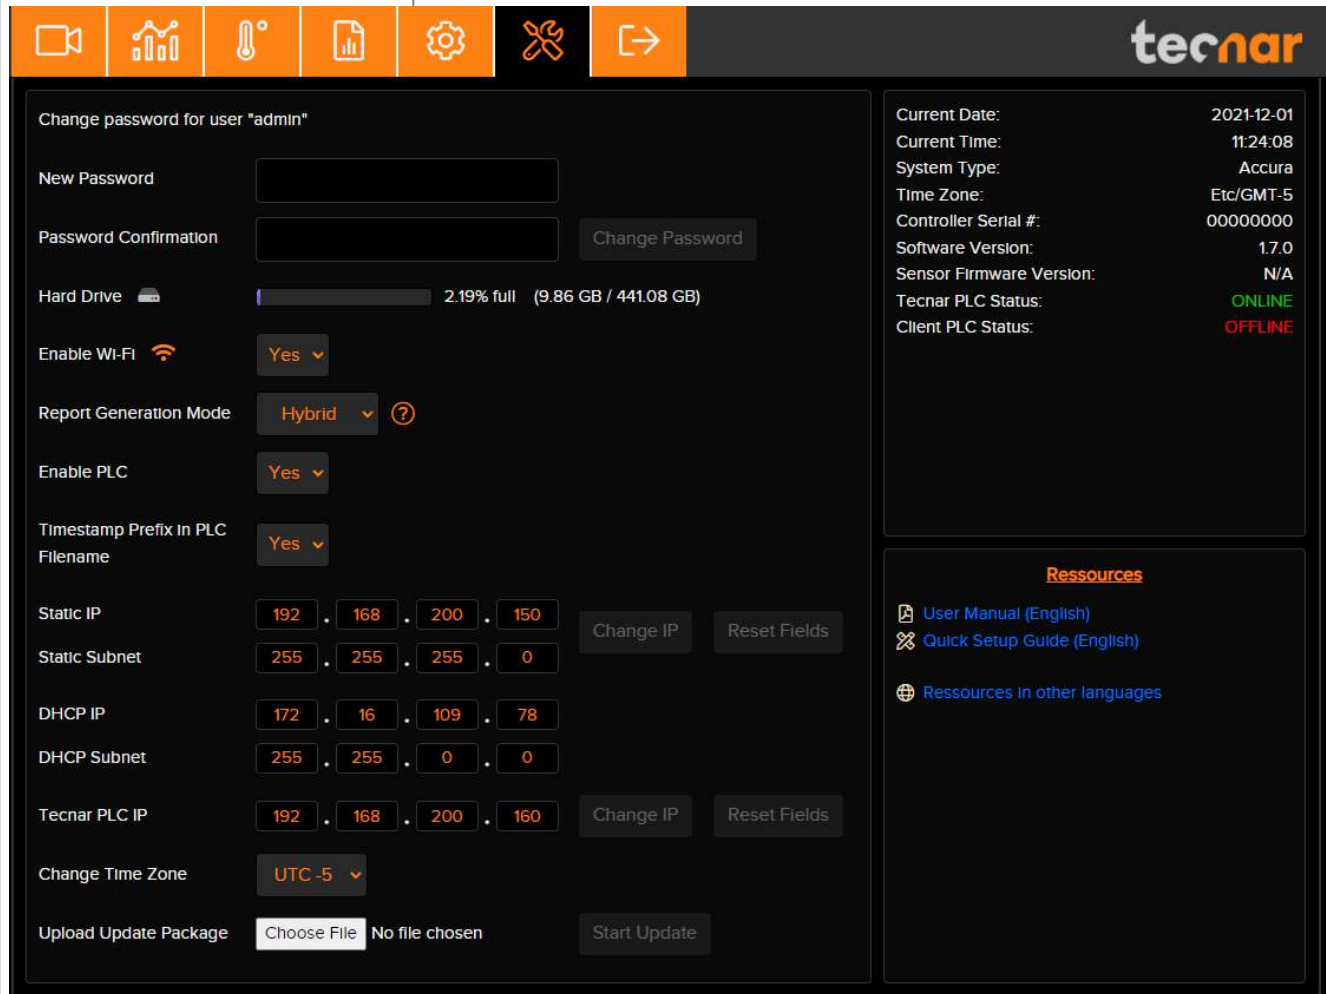 tecnar
Change password for user "admin"
New Password
Password Confirmation
Change Password
Hard Drive
2.19% full (9.86 GB / 441.08 GB)
Enable Wi-Fi
Yes
Report Generation Mode
Hybrid
?
Enable PLC
Yes
Timestamp Prefix in PLC
Filename
Yes
Static IP
192 . 168 . 200 . 150
Change IP
Reset Fields
Static Subnet
255 . 255 . 255 . 0
DHCP IP
172 . 16 . 109 . 78
DHCP Subnet
255 . 255 . 0 . 0
Tecnar PLC IP
192 . 168 . 200 . 160
Change IP
Reset Fields
Change Time Zone
UTC -5
Upload Update Package
Choose File No file chosen
Start Update
Current Date: 2021-12-01
Current Time: 11:24:08
System Type: Accura
Time Zone: Etc/GMT-5
Controller Serial #: 00000000
Software Version: 1.7.0
Sensor Firmware Version: N/A
Tecnar PLC Status: ONLINE
Client PLC Status: OFFLINE
Ressources
User Manual (English)
Quick Setup Guide (English)
Ressources in other languages